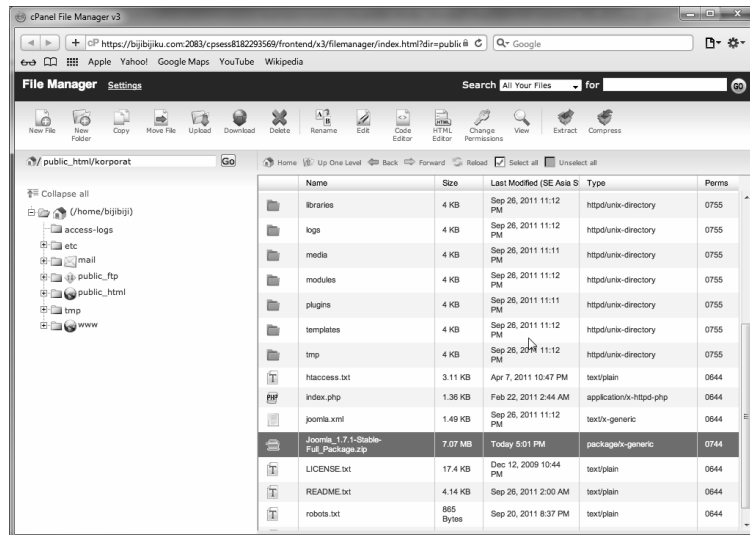 cPanel File Manager v3
cP https://bijibijiku.com:2083/cpsess8182293569/frontend/x3/filemanager/index.html?dir=public
Google
Apple Yahoo! Google Maps YouTube Wikipedia
File Manager Settings
Search All Your Files for GO
New File
New Folder
Copy
Move File
Upload
Download
Delete
Rename
Edit
Code Editor
HTML Editor
Change Permissions
View
Extract
Compress
/ public_html/korporat Go
Home Up One Level Back Forward Reload Select all Unselect all
Collapse all
(/home/bijibiji)
access-logs
etc
mail
public_ftp
public_html
tmp
www
Name Size Last Modified (SE Asia S Type Perms
libraries 4 KB Sep 26, 2011 11:12 PM httpd/unix-directory 0755
logs 4 KB Sep 26, 2011 11:12 PM httpd/unix-directory 0755
media 4 KB Sep 26, 2011 11:11 PM httpd/unix-directory 0755
modules 4 KB Sep 26, 2011 11:12 PM httpd/unix-directory 0755
plugins 4 KB Sep 26, 2011 11:11 PM httpd/unix-directory 0755
templates 4 KB Sep 26, 2011 11:12 PM httpd/unix-directory 0755
tmp 4 KB Sep 26, 2011 11:12 PM httpd/unix-directory 0755
htaccess.txt 3.11 KB Apr 7, 2011 10:47 PM text/plain 0644
PHP index.php 1.36 KB Feb 22, 2011 2:44 AM application/x-httpd-php 0644
joomla.xml 1.49 KB Sep 26, 2011 11:12 PM text/x-generic 0644
Joomla_1.7.1-Stable-Full_Package.zip 7.07 MB Today 5:01 PM package/x-generic 0744
LICENSE.txt 17.4 KB Dec 12, 2009 10:44 PM text/plain 0644
README.txt 4.14 KB Sep 26, 2011 2:00 AM text/plain 0644
robots.txt 865 Bytes Sep 20, 2011 8:37 PM text/plain 0644